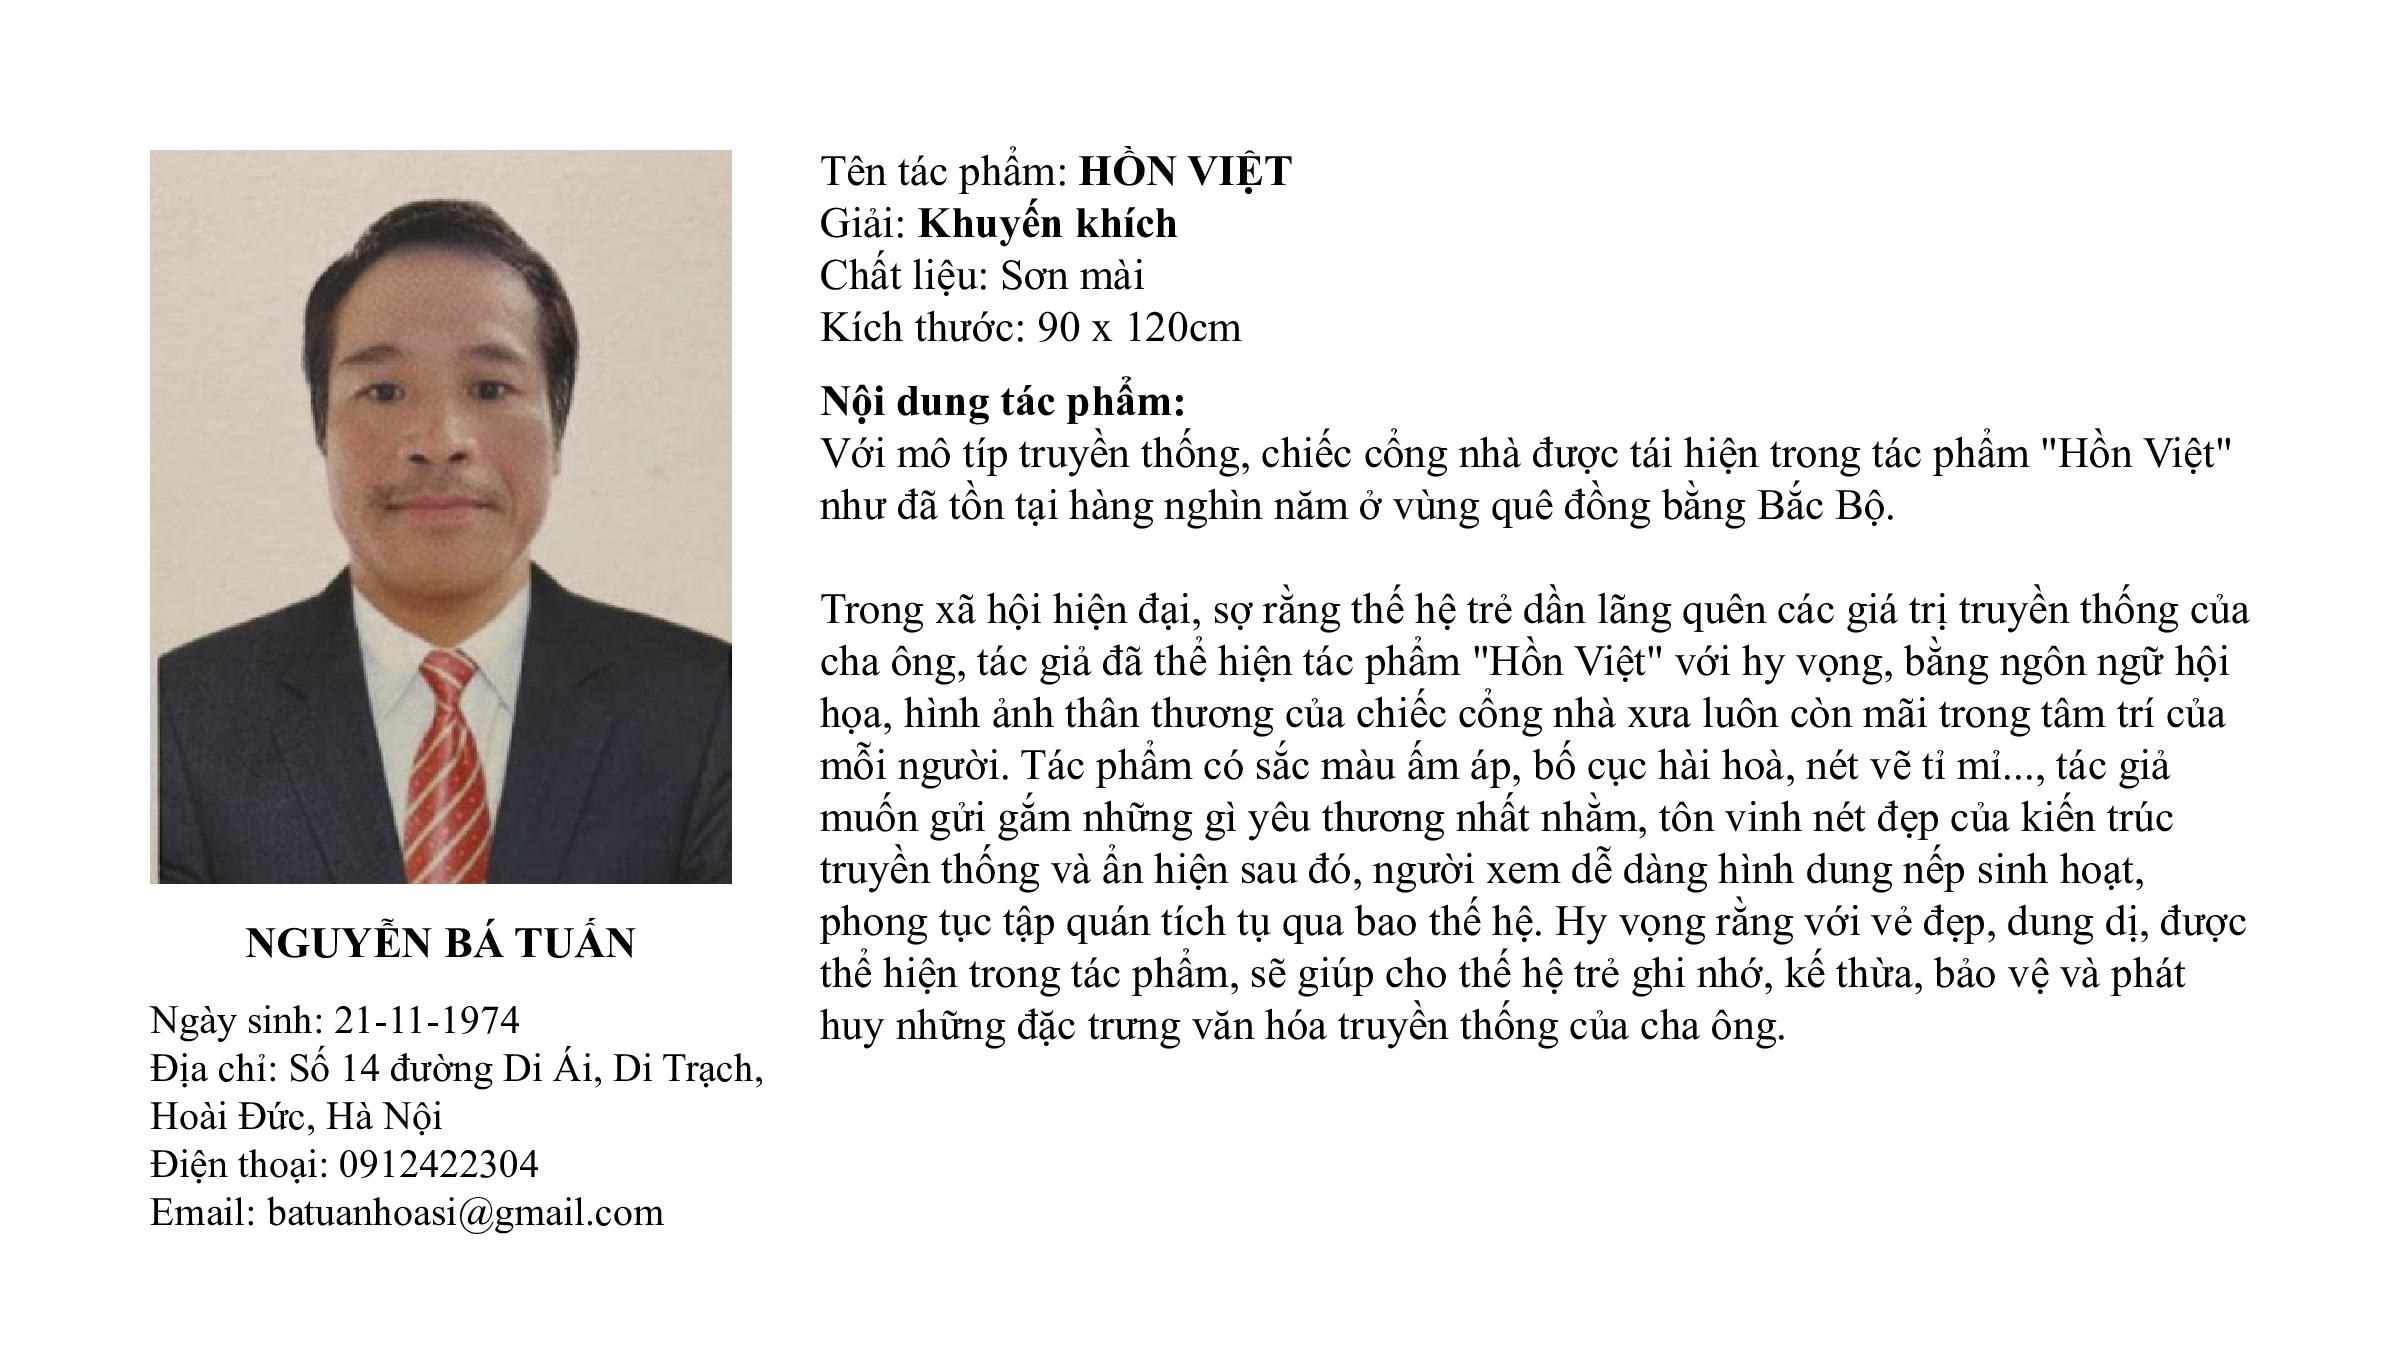 NGUYỄN BÁ TUẤN
Ngày sinh: 21-11-1974
Địa chỉ: Số 14 đường Di Ái, Di Trạch,
Hoài Đức, Hà Nội
Điện thoại: 0912422304
Email: batuanhoasi@gmail.com
Tên tác phẩm: HỒN VIỆT
Giải: Khuyến khích
Chất liệu: Sơn mài
Kích thước: 90 x 120cm
Nội dung tác phẩm:
Với mô típ truyền thống, chiếc cổng nhà được tái hiện trong tác phẩm "Hồn Việt"
như đã tồn tại hàng nghìn năm ở vùng quê đồng bằng Bắc Bộ.
Trong xã hội hiện đại, sợ rằng thế hệ trẻ dần lãng quên các giá trị truyền thống của
cha ông, tác giả đã thể hiện tác phẩm "Hồn Việt" với hy vọng, bằng ngôn ngữ hội
họa, hình ảnh thân thương của chiếc cổng nhà xưa luôn còn mãi trong tâm trí của
mỗi người. Tác phẩm có sắc màu ấm áp, bố cục hài hoà, nét vẽ tỉ mỉ..., tác giả
muốn gửi gắm những gì yêu thương nhất nhằm, tôn vinh nét đẹp của kiến trúc
truyền thống và ẩn hiện sau đó, người xem dễ dàng hình dung nếp sinh hoạt,
phong tục tập quán tích tụ qua bao thế hệ. Hy vọng rằng với vẻ đẹp, dung dị, được
thể hiện trong tác phẩm, sẽ giúp cho thế hệ trẻ ghi nhớ, kế thừa, bảo vệ và phát
huy những đặc trưng văn hóa truyền thống của cha ông.